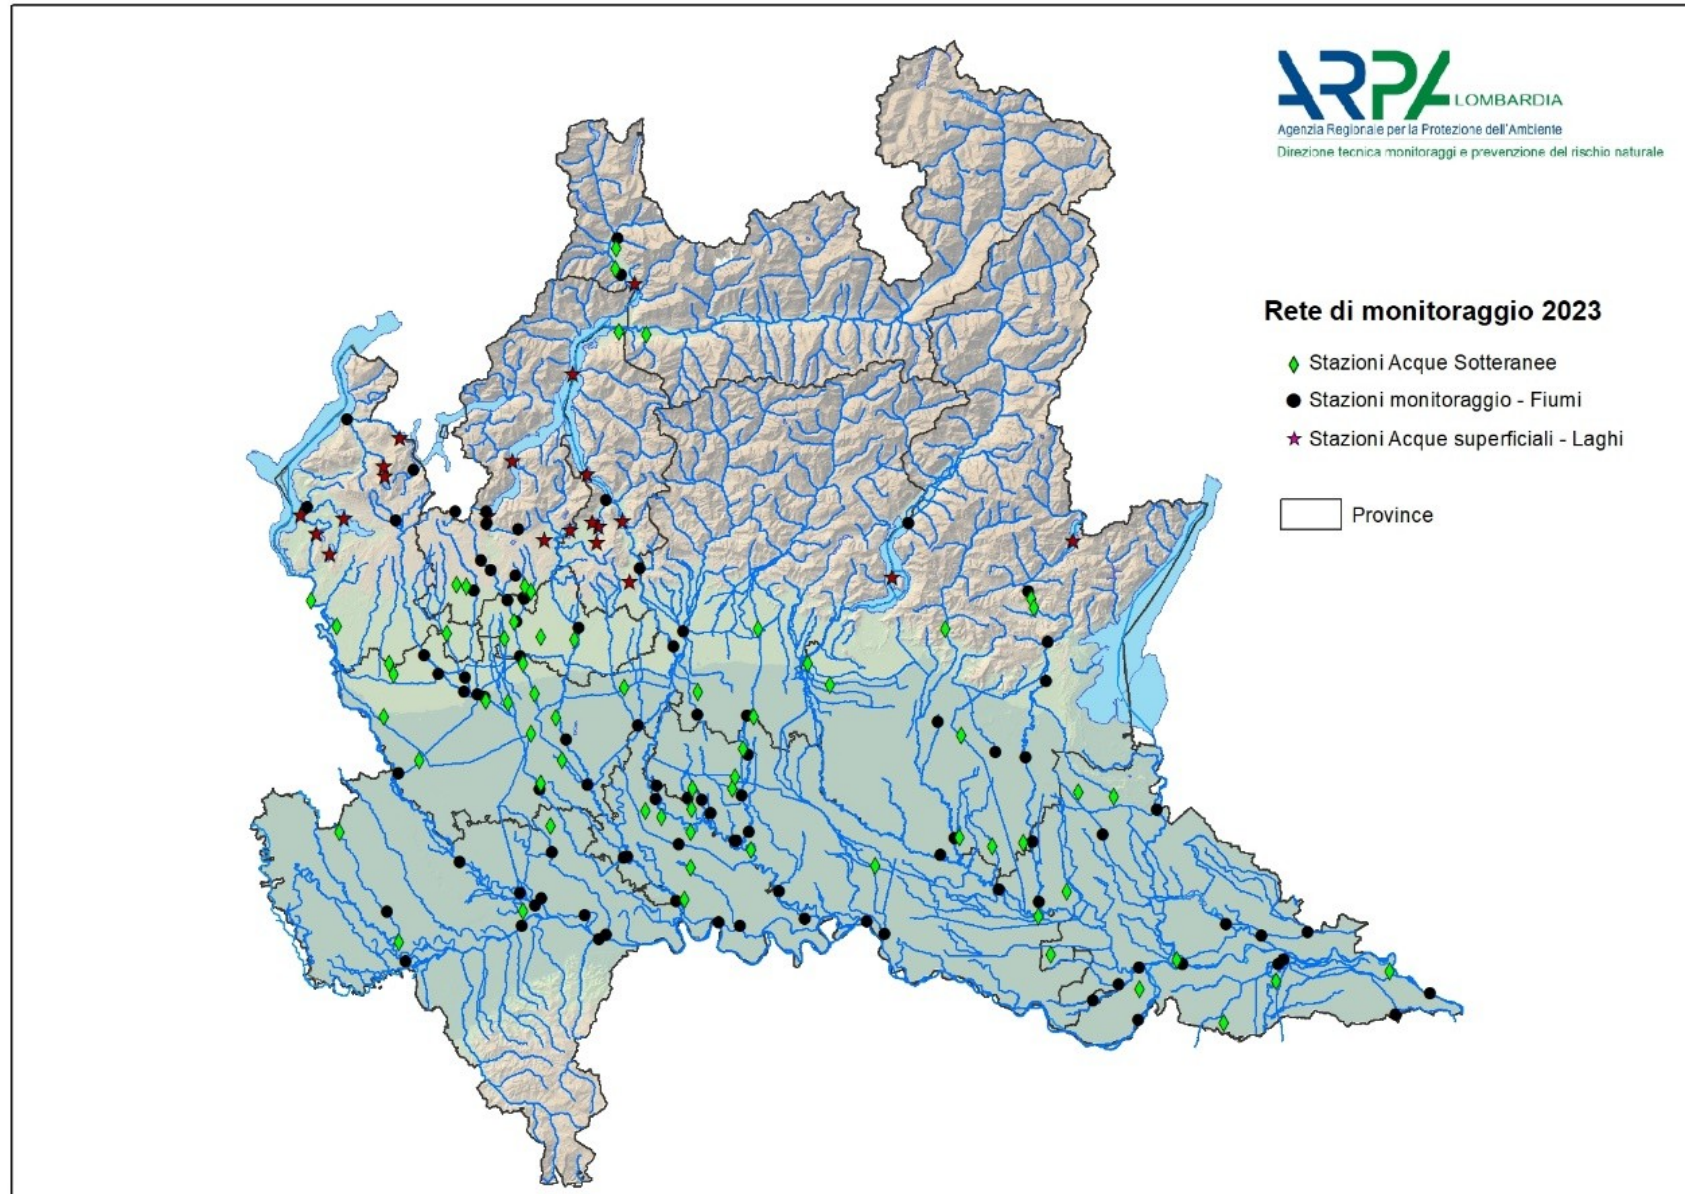 ARPA LOMBARDIA
Agenzia Regionale per la Protezione dell'Ambiente
Direzione tecnica monitoraggi e prevenzione del rischio naturale
Rete di monitoraggio 2023
Stazioni Acque Sotteranee
Stazioni monitoraggio - Fiumi
Stazioni Acque superficiali - Laghi
Province